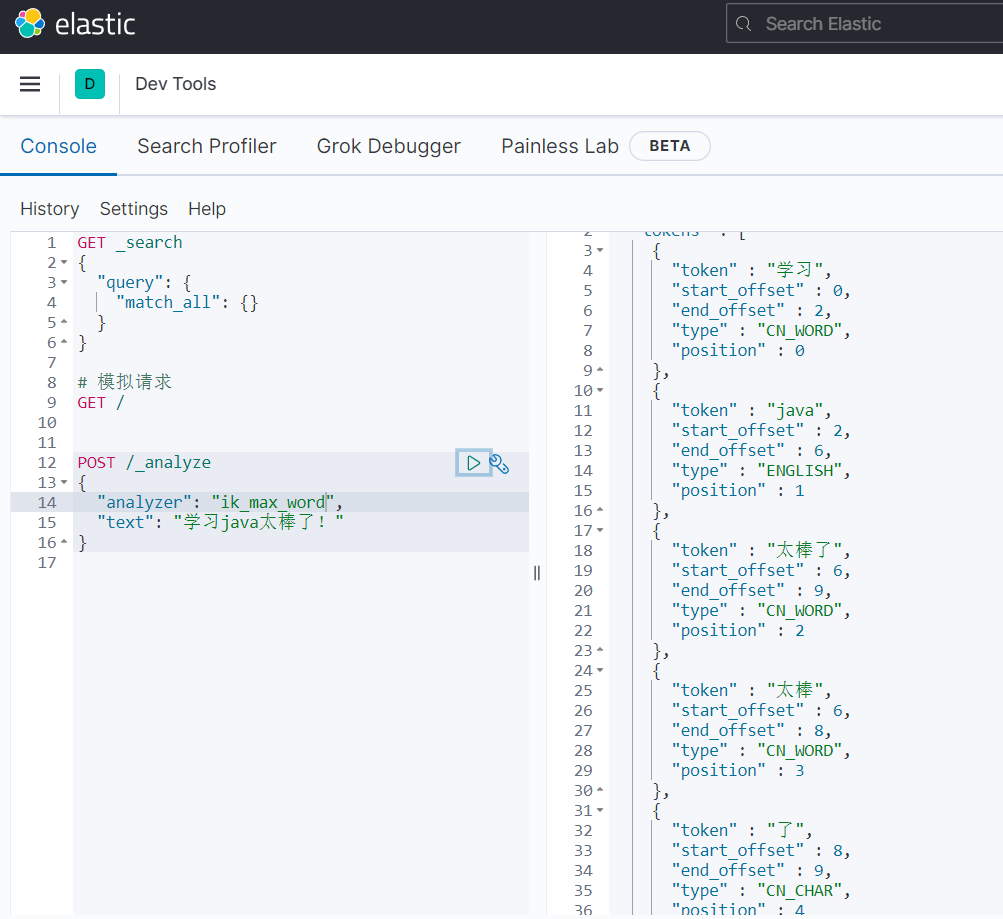 elastic
Search Elastic
D
Dev Tools
Console Search Profiler Grok Debugger Painless Lab BETA
History Settings Help
1 GET _search
2 {
3 "query": {
4 "match_all": {}
5 }
6 }
7
8 # 模拟请求
9 GET /
10
11
12 POST /_analyze
13 {
14 "analyzer": "ik_max_word",
15 "text": "学习java太棒了！"
16 }
17
2 "tokens" : [
3 {
4 "token" : "学习",
5 "start_offset" : 0,
6 "end_offset" : 2,
7 "type" : "CN_WORD",
8 "position" : 0
9 },
10 {
11 "token" : "java",
12 "start_offset" : 2,
13 "end_offset" : 6,
14 "type" : "ENGLISH",
15 "position" : 1
16 },
17 {
18 "token" : "太棒了",
19 "start_offset" : 6,
20 "end_offset" : 9,
21 "type" : "CN_WORD",
22 "position" : 2
23 },
24 {
25 "token" : "太棒",
26 "start_offset" : 6,
27 "end_offset" : 8,
28 "type" : "CN_WORD",
29 "position" : 3
30 },
31 {
32 "token" : "了",
33 "start_offset" : 8,
34 "end_offset" : 9,
35 "type" : "CN_CHAR",
36 "position" : 4